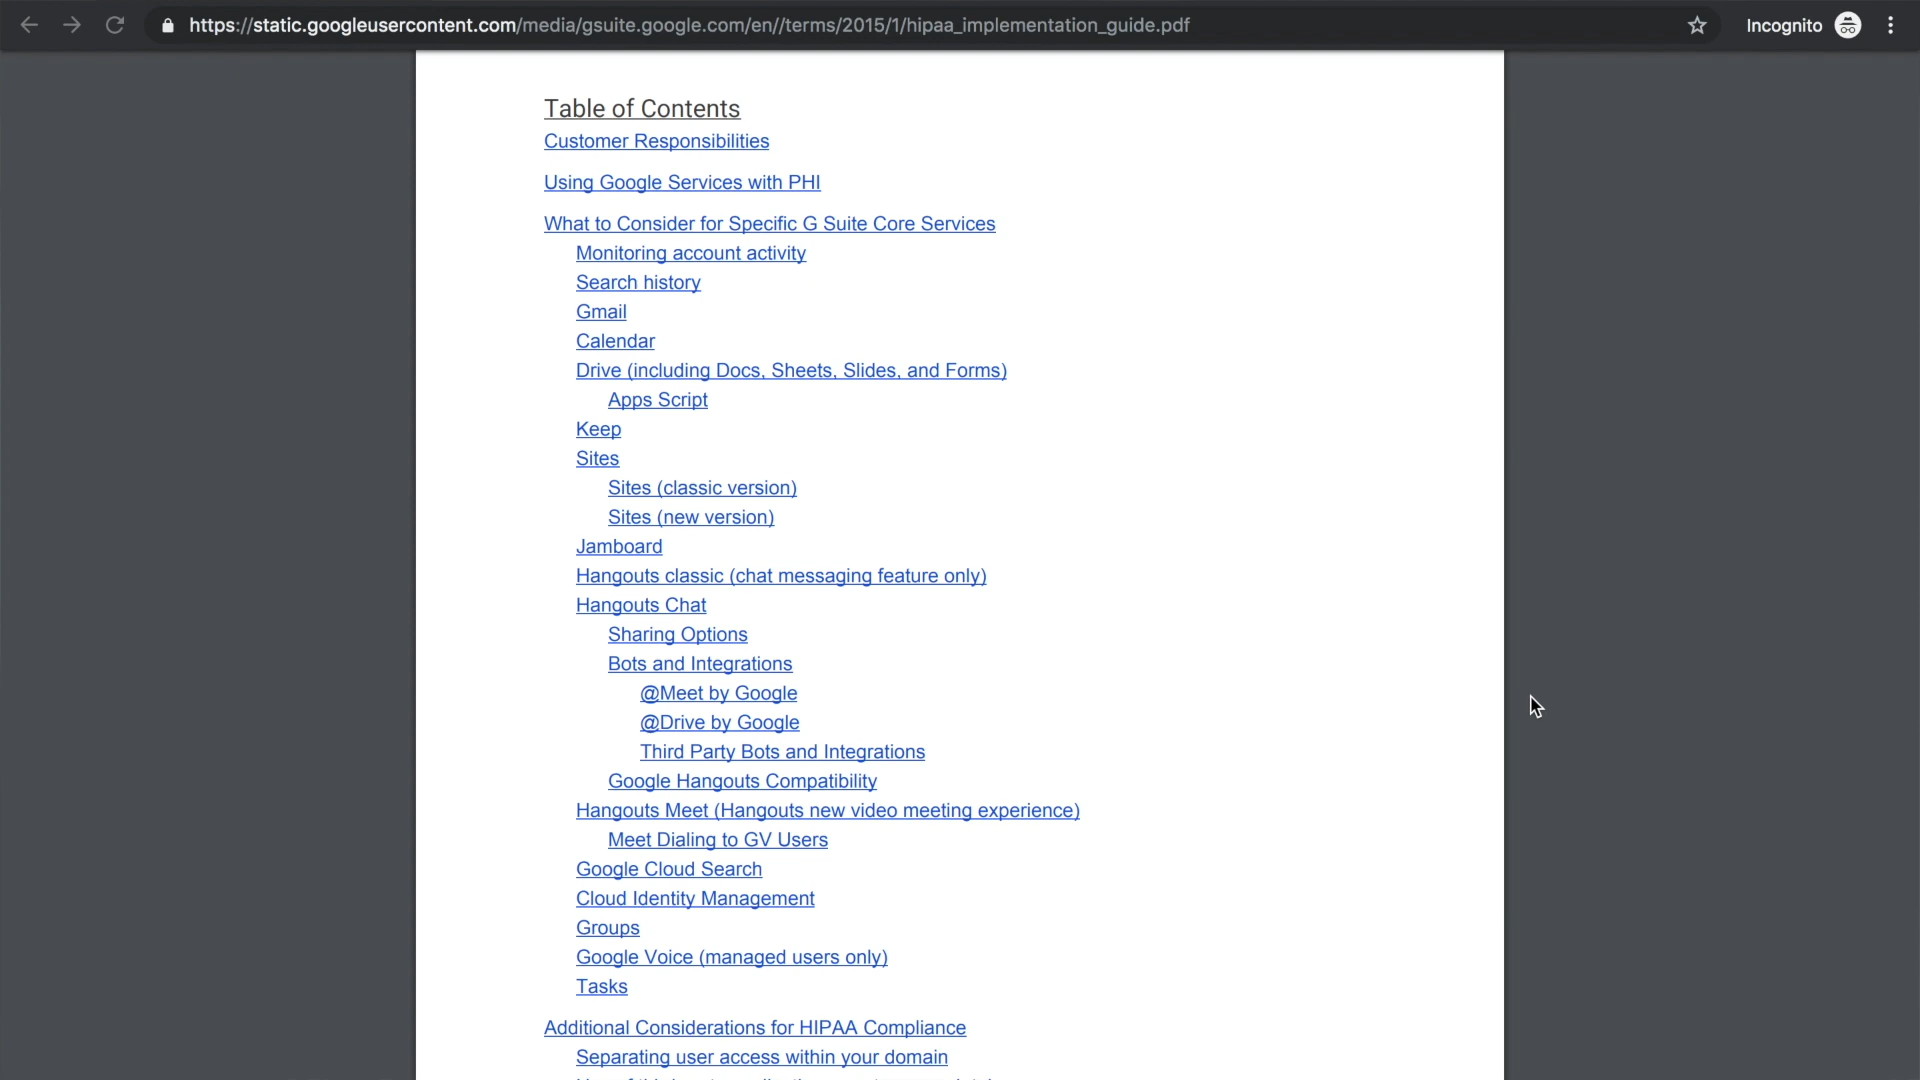 https://static.googleusercontent.com/media/gsuite.google.com/en//terms/2015/1/hipaa_implementation_guide.pdf
Incognito
Table of Contents
Customer Responsibilities
Using Google Services with PHI
What to Consider for Specific G Suite Core Services
Monitoring account activity
Search history
Gmail
Calendar
Drive (including Docs, Sheets, Slides, and Forms)
Apps Script
Keep
Sites
Sites (classic version)
Sites (new version)
Jamboard
Hangouts classic (chat messaging feature only)
Hangouts Chat
Sharing Options
Bots and Integrations
@Meet by Google
@Drive by Google
Third Party Bots and Integrations
Google Hangouts Compatibility
Hangouts Meet (Hangouts new video meeting experience)
Meet Dialing to GV Users
Google Cloud Search
Cloud Identity Management
Groups
Google Voice (managed users only)
Tasks
Additional Considerations for HIPAA Compliance
Separating user access within your domain